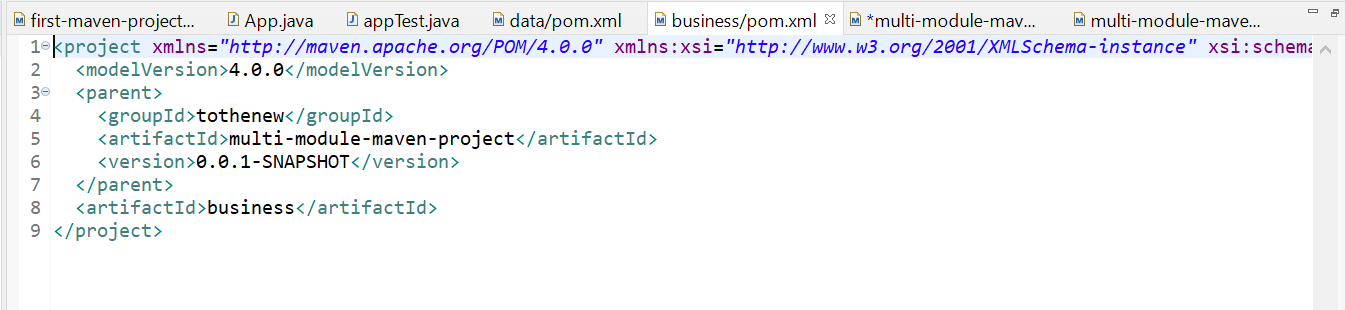 first-maven-project... App.java appTest.java data/pom.xml business/pom.xml *multi-module-mav... multi-module-mave...
1 <project xmlns="http://maven.apache.org/POM/4.0.0" xmlns:xsi="http://www.w3.org/2001/XMLSchema-instance" xsi:schema
2 <modelVersion>4.0.0</modelVersion>
3 <parent>
4 <groupId>tothenew</groupId>
5 <artifactId>multi-module-maven-project</artifactId>
6 <version>0.0.1-SNAPSHOT</version>
7 </parent>
8 <artifactId>business</artifactId>
9 </project>